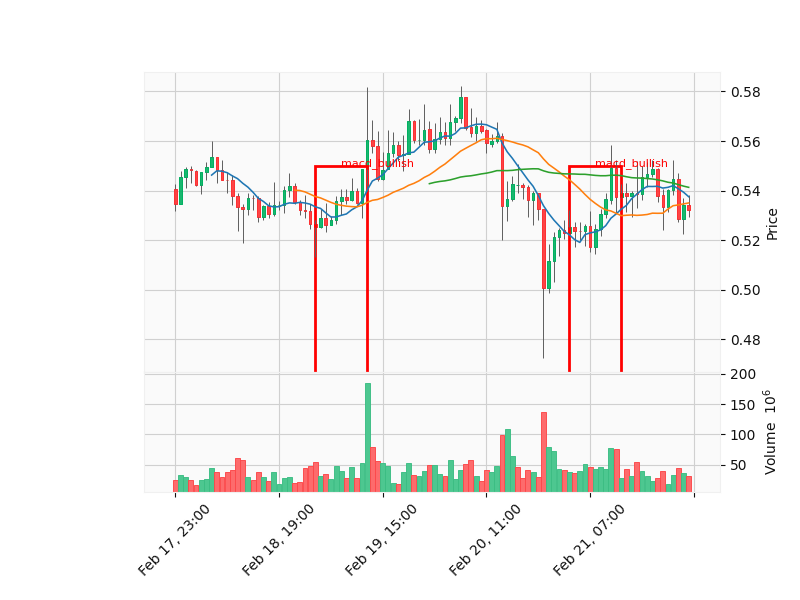 0.58
0.56
0.54
0.52
0.50
0.48
Price
macd_bullish
macd_bullish
200
150
100
50
Volume 10^6
Feb 17, 23:00
Feb 18, 19:00
Feb 19, 15:00
Feb 20, 11:00
Feb 21, 07:00